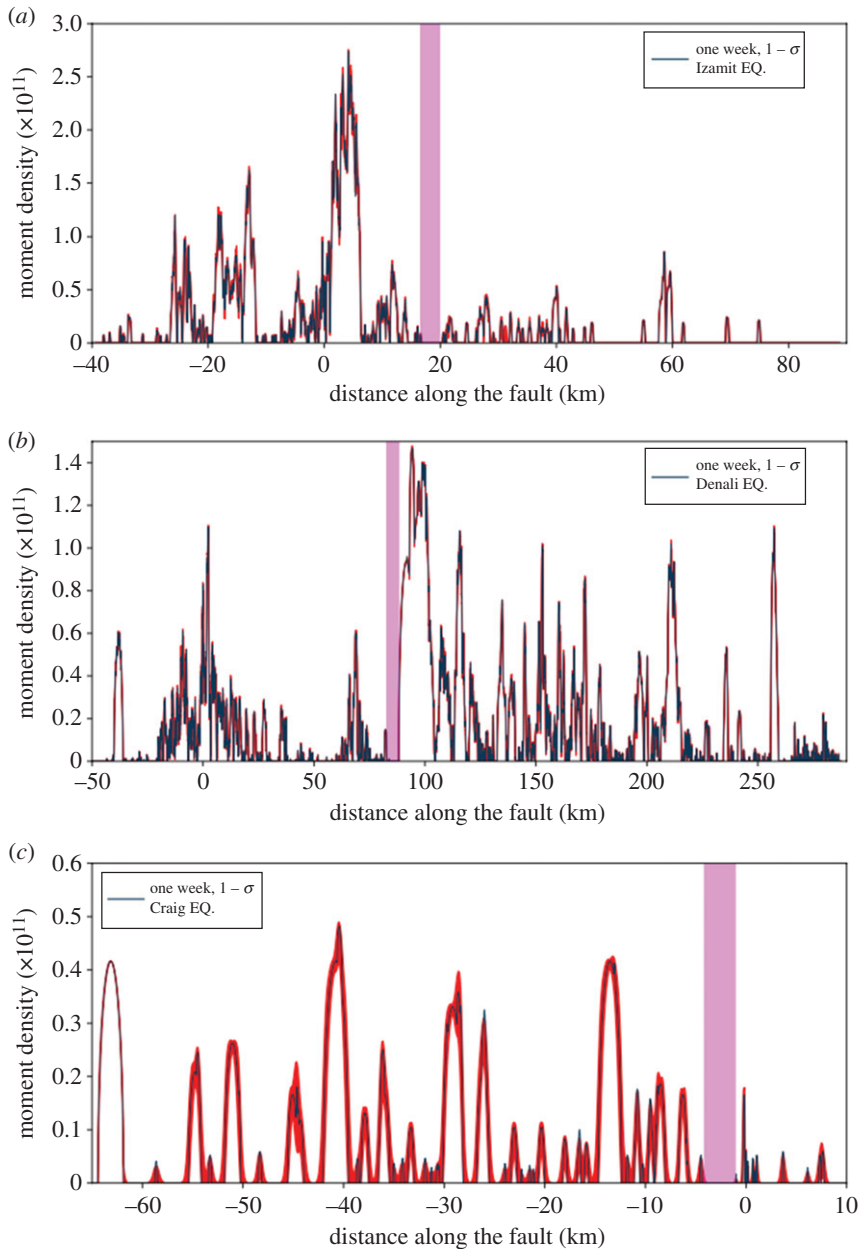 (a)
3.0
2.5
2.0
1.5
1.0
0.5
0
moment density (×10¹¹)
one week, 1 – σ
Izamit EQ.
–40 –20 0 20 40 60 80
distance along the fault (km)
(b)
1.4
1.2
1.0
0.8
0.6
0.4
0.2
0
moment density (×10¹¹)
one week, 1 – σ
Denali EQ.
–50 0 50 100 150 200 250
distance along the fault (km)
(c)
0.6
0.5
0.4
0.3
0.2
0.1
0
moment density (×10¹¹)
one week, 1 – σ
Craig EQ.
–60 –50 –40 –30 –20 –10 0 10
distance along the fault (km)